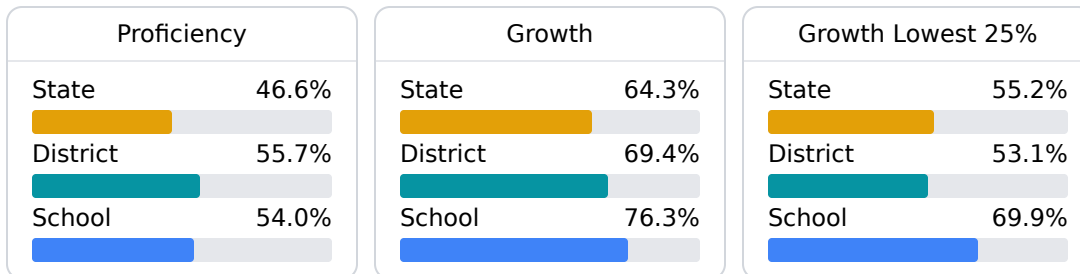 Proficiency
State 46.6%
District 55.7%
School 54.0%
Growth
State 64.3%
District 69.4%
School 76.3%
Growth Lowest 25%
State 55.2%
District 53.1%
School 69.9%